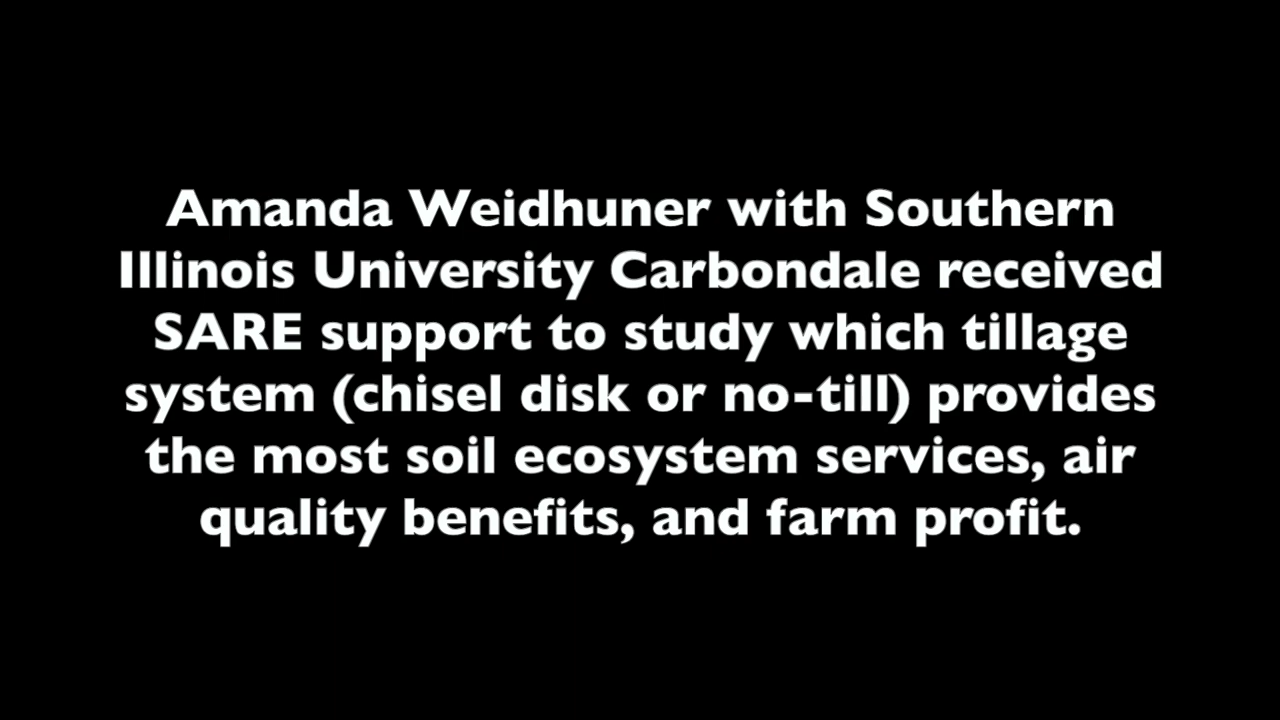 Amanda Weidhuner with Southern
Illinois University Carbondale received
SARE support to study which tillage
system (chisel disk or no-till) provides
the most soil ecosystem services, air
quality benefits, and farm profit.